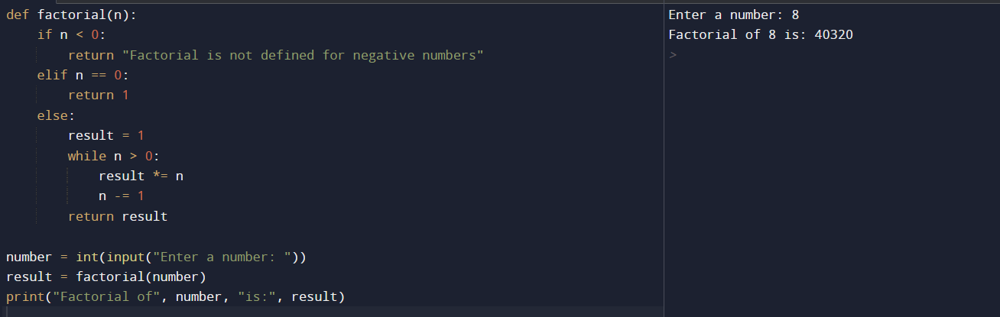 def factorial(n):
    if n < 0:
        return "Factorial is not defined for negative numbers"
    elif n == 0:
        return 1
    else:
        result = 1
        while n > 0:
            result *= n
            n -= 1
        return result

number = int(input("Enter a number: "))
result = factorial(number)
print("Factorial of", number, "is:", result)
Enter a number: 8
Factorial of 8 is: 40320
>